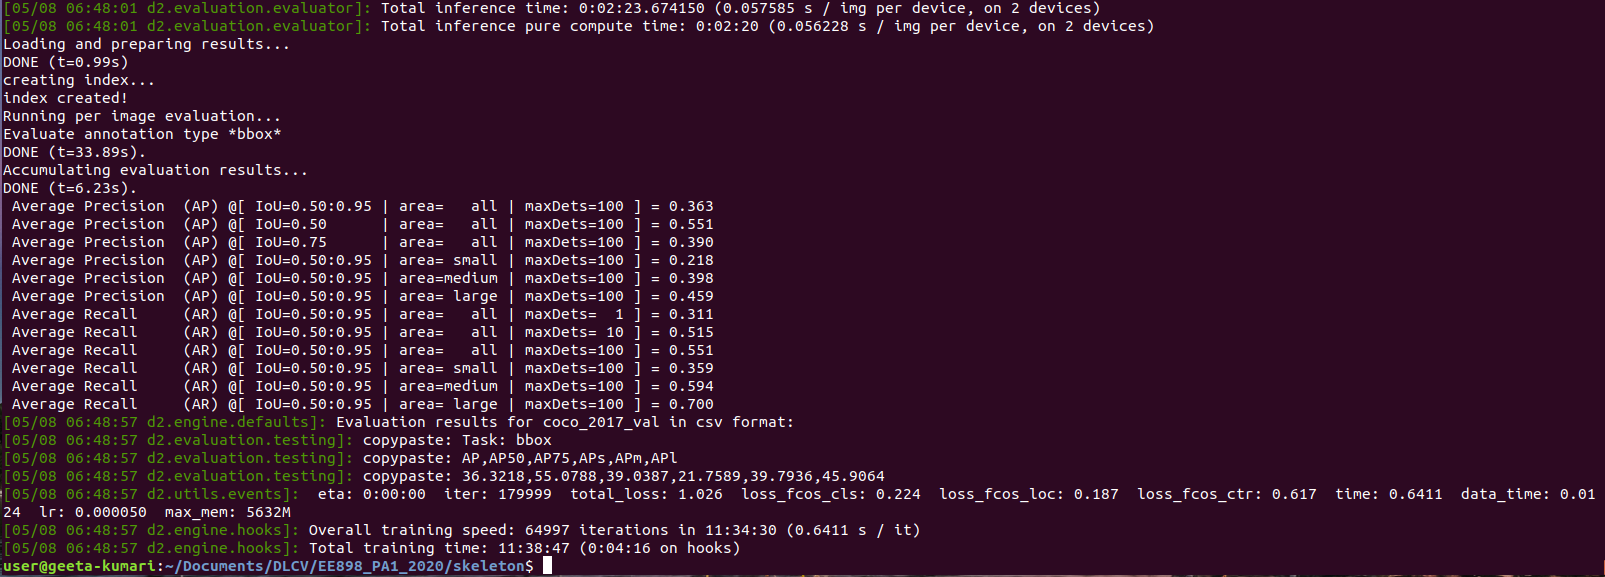 [05/08 06:48:01 d2.evaluation.evaluator]: Total inference time: 0:02:23.674150 (0.057585 s / img per device, on 2 devices)
[05/08 06:48:01 d2.evaluation.evaluator]: Total inference pure compute time: 0:02:20 (0.056228 s / img per device, on 2 devices)
Loading and preparing results...
DONE (t=0.99s)
creating index...
index created!
Running per image evaluation...
Evaluate annotation type *bbox*
DONE (t=33.89s).
Accumulating evaluation results...
DONE (t=6.23s).
 Average Precision  (AP) @[ IoU=0.50:0.95 | area=   all | maxDets=100 ] = 0.363
 Average Precision  (AP) @[ IoU=0.50      | area=   all | maxDets=100 ] = 0.551
 Average Precision  (AP) @[ IoU=0.75      | area=   all | maxDets=100 ] = 0.390
 Average Precision  (AP) @[ IoU=0.50:0.95 | area= small | maxDets=100 ] = 0.218
 Average Precision  (AP) @[ IoU=0.50:0.95 | area=medium | maxDets=100 ] = 0.398
 Average Precision  (AP) @[ IoU=0.50:0.95 | area= large | maxDets=100 ] = 0.459
 Average Recall     (AR) @[ IoU=0.50:0.95 | area=   all | maxDets=  1 ] = 0.311
 Average Recall     (AR) @[ IoU=0.50:0.95 | area=   all | maxDets= 10 ] = 0.515
 Average Recall     (AR) @[ IoU=0.50:0.95 | area=   all | maxDets=100 ] = 0.551
 Average Recall     (AR) @[ IoU=0.50:0.95 | area= small | maxDets=100 ] = 0.359
 Average Recall     (AR) @[ IoU=0.50:0.95 | area=medium | maxDets=100 ] = 0.594
 Average Recall     (AR) @[ IoU=0.50:0.95 | area= large | maxDets=100 ] = 0.700
[05/08 06:48:57 d2.engine.defaults]: Evaluation results for coco_2017_val in csv format:
[05/08 06:48:57 d2.evaluation.testing]: copypaste: Task: bbox
[05/08 06:48:57 d2.evaluation.testing]: copypaste: AP,AP50,AP75,APs,APm,APl
[05/08 06:48:57 d2.evaluation.testing]: copypaste: 36.3218,55.0788,39.0387,21.7589,39.7936,45.9064
[05/08 06:48:57 d2.utils.events]:  eta: 0:00:00  iter: 179999  total_loss: 1.026  loss_fcos_cls: 0.224  loss_fcos_loc: 0.187  loss_fcos_ctr: 0.617  time: 0.6411  data_time: 0.01
24  lr: 0.000050  max_mem: 5632M
[05/08 06:48:57 d2.engine.hooks]: Overall training speed: 64997 iterations in 11:34:30 (0.6411 s / it)
[05/08 06:48:57 d2.engine.hooks]: Total training time: 11:38:47 (0:04:16 on hooks)
user@geeta-kumari:~/Documents/DLCV/EE898_PA1_2020/skeleton$